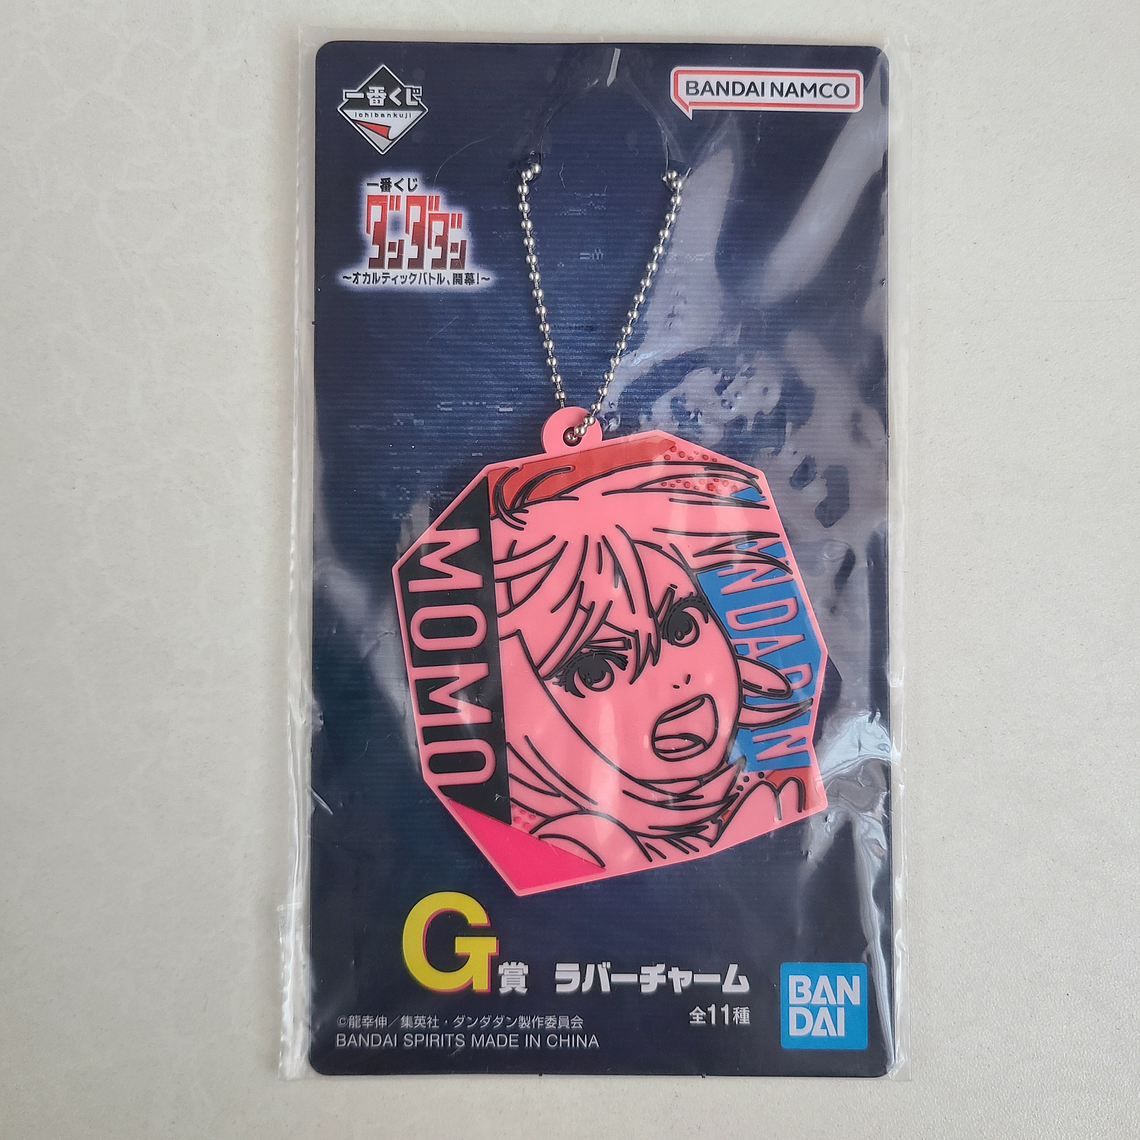 一番くじ
ichibankuji
BANDAI NAMCO
一番くじ
ダンダダン
~オカルティックバトル、開幕!~
MOMO
NDADAN
G賞 ラバーチャーム
全11種
©龍幸伸/集英社・ダンダダン製作委員会
BANDAI SPIRITS MADE IN CHINA
BAN
DAI